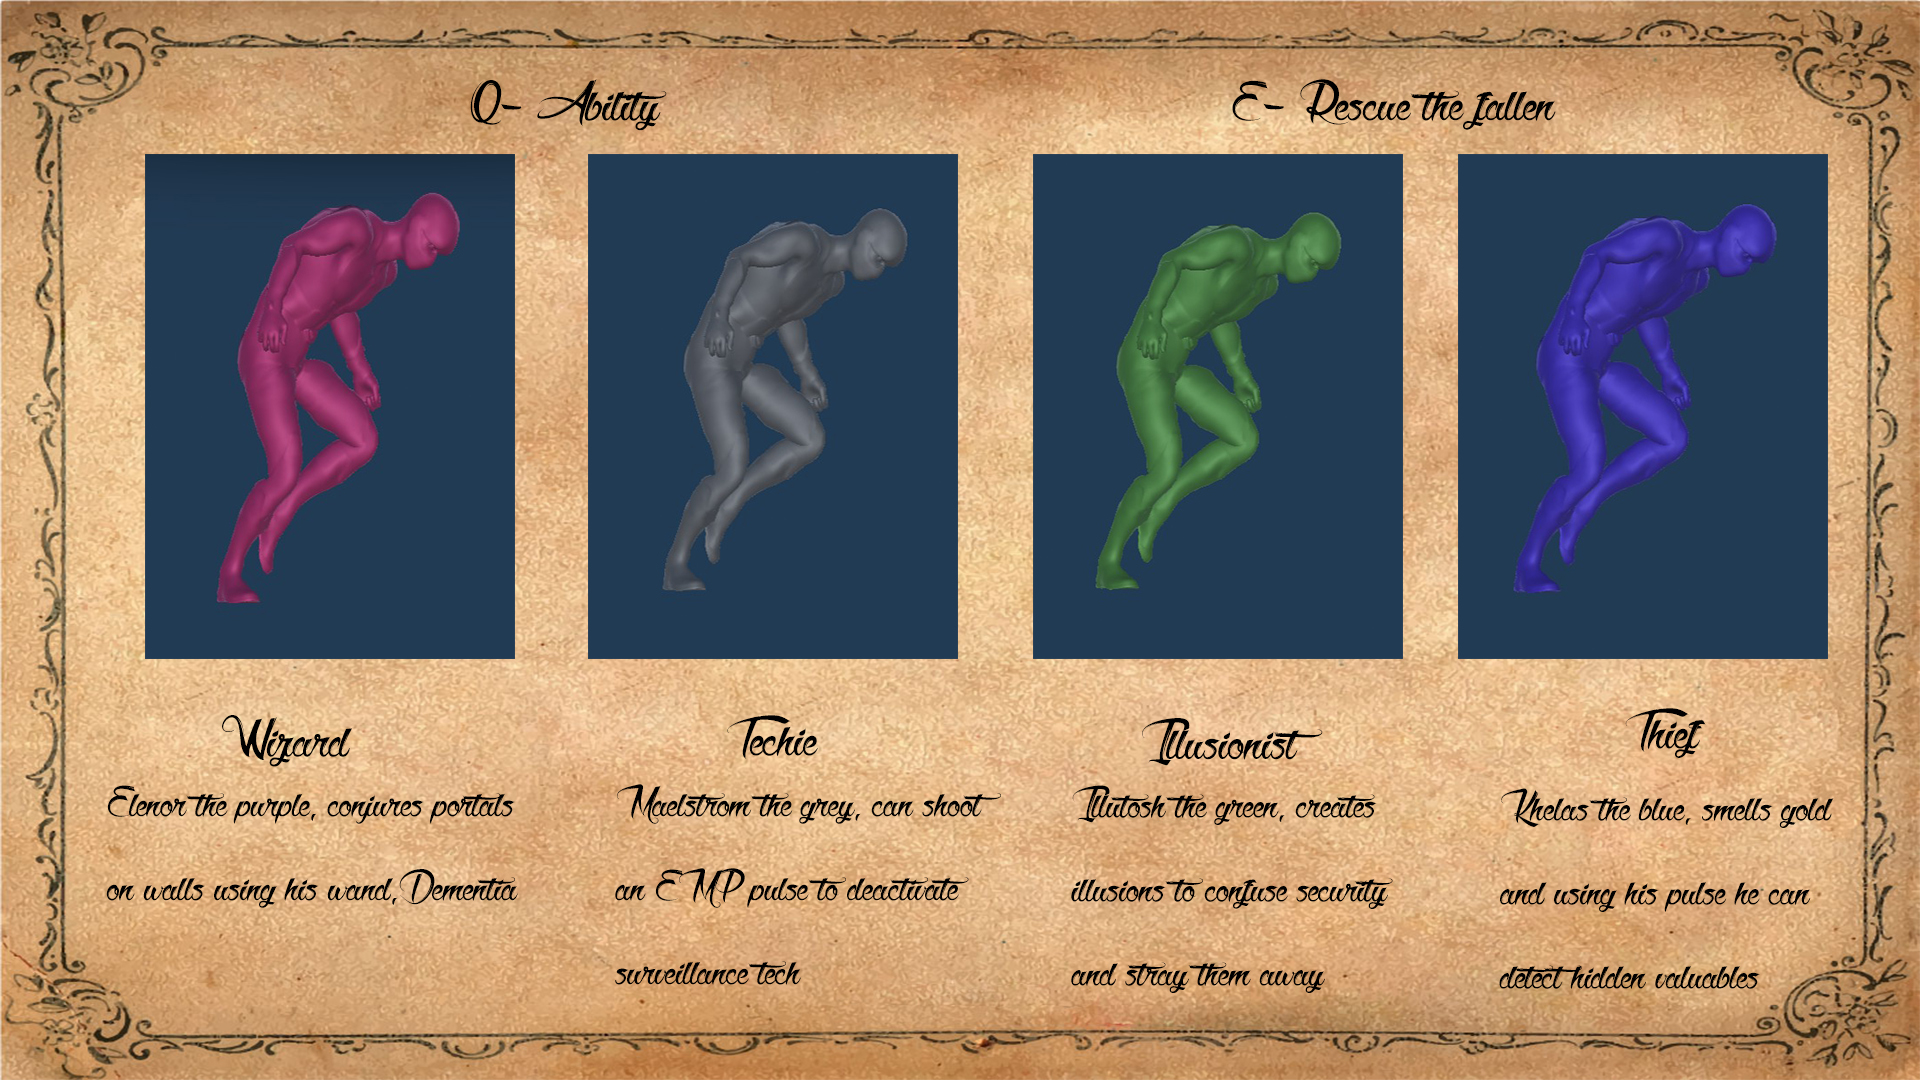 Q- Ability
E- Rescue the fallen
Wizard
Elenor the purple, conjures portals
on walls using his wand, Dementia
Techie
Maelstrom the grey, can shoot
an EMP pulse to deactivate
surveillance tech
Illusionist
Illutosh the green, creates
illusions to confuse security
and stray them away
Thief
Khelas the blue, smells gold
and using his pulse he can
detect hidden valuables